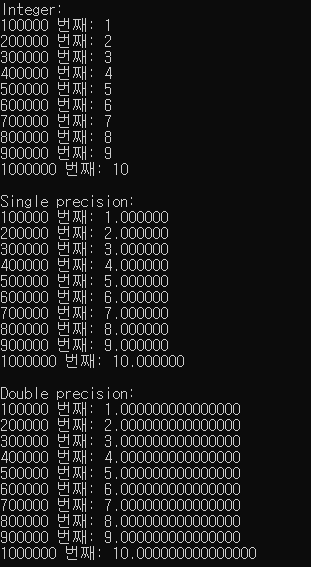 Integer:
100000 번째: 1
200000 번째: 2
300000 번째: 3
400000 번째: 4
500000 번째: 5
600000 번째: 6
700000 번째: 7
800000 번째: 8
900000 번째: 9
1000000 번째: 10

Single precision:
100000 번째: 1.000000
200000 번째: 2.000000
300000 번째: 3.000000
400000 번째: 4.000000
500000 번째: 5.000000
600000 번째: 6.000000
700000 번째: 7.000000
800000 번째: 8.000000
900000 번째: 9.000000
1000000 번째: 10.000000

Double precision:
100000 번째: 1.000000000000000
200000 번째: 2.000000000000000
300000 번째: 3.000000000000000
400000 번째: 4.000000000000000
500000 번째: 5.000000000000000
600000 번째: 6.000000000000000
700000 번째: 7.000000000000000
800000 번째: 8.000000000000000
900000 번째: 9.000000000000000
1000000 번째: 10.000000000000000